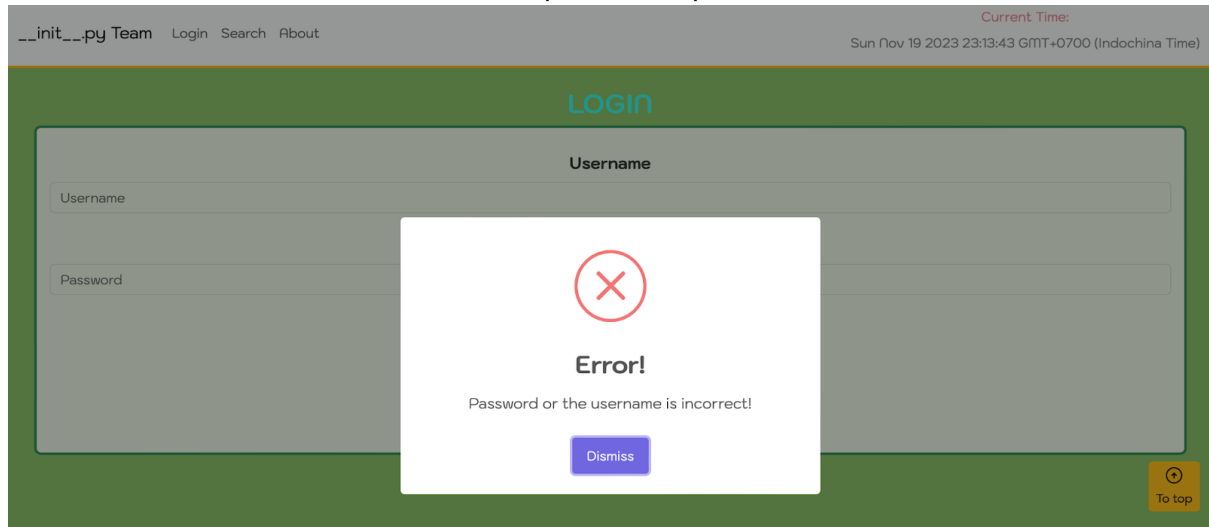 __init__.py Team Login Search About
Current Time:
Sun Nov 19 2023 23:13:43 GMT+0700 (Indochina Time)
LOGIN
Username
Username
Password
Error!
Password or the username is incorrect!
Dismiss
To top